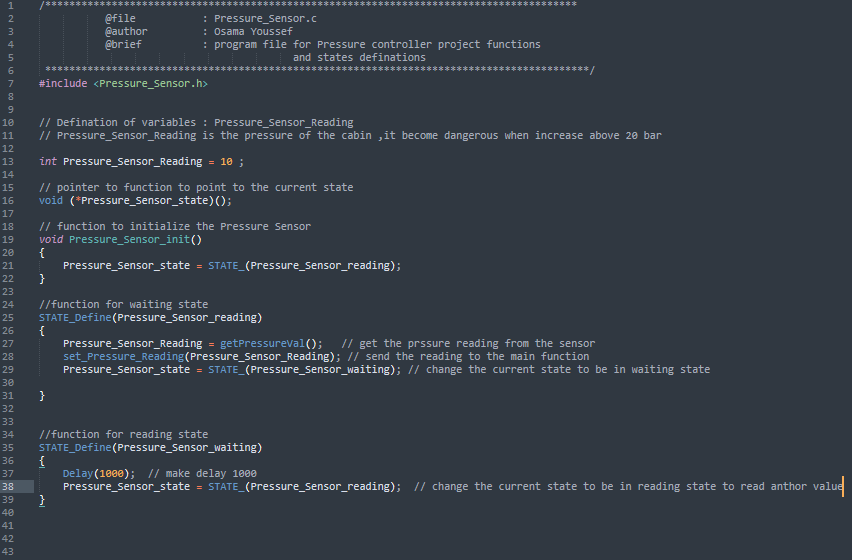 1 /****************************************************************************************
2 @file : Pressure_Sensor.c
3 @author : Osama Youssef
4 @brief : program file for Pressure controller project functions
5 and states definations
6 ******************************************************************************************/
7 #include <Pressure_Sensor.h>
8
9
10 // Defination of variables : Pressure_Sensor_Reading
11 // Pressure_Sensor_Reading is the pressure of the cabin ,it become dangerous when increase above 20 bar
12
13 int Pressure_Sensor_Reading = 10 ;
14
15 // pointer to function to point to the current state
16 void (*Pressure_Sensor_state)();
17
18 // function to initialize the Pressure Sensor
19 void Pressure_Sensor_init()
20 {
21 Pressure_Sensor_state = STATE_(Pressure_Sensor_reading);
22 }
23
24 //function for waiting state
25 STATE_Define(Pressure_Sensor_reading)
26 {
27 Pressure_Sensor_Reading = getPressureVal(); // get the prssure reading from the sensor
28 set_Pressure_Reading(Pressure_Sensor_Reading); // send the reading to the main function
29 Pressure_Sensor_state = STATE_(Pressure_Sensor_waiting); // change the current state to be in waiting state
30
31 }
32
33
34 //function for reading state
35 STATE_Define(Pressure_Sensor_waiting)
36 {
37 Delay(1000); // make delay 1000
38 Pressure_Sensor_state = STATE_(Pressure_Sensor_reading); // change the current state to be in reading state to read anthor value
39 }
40
41
42
43